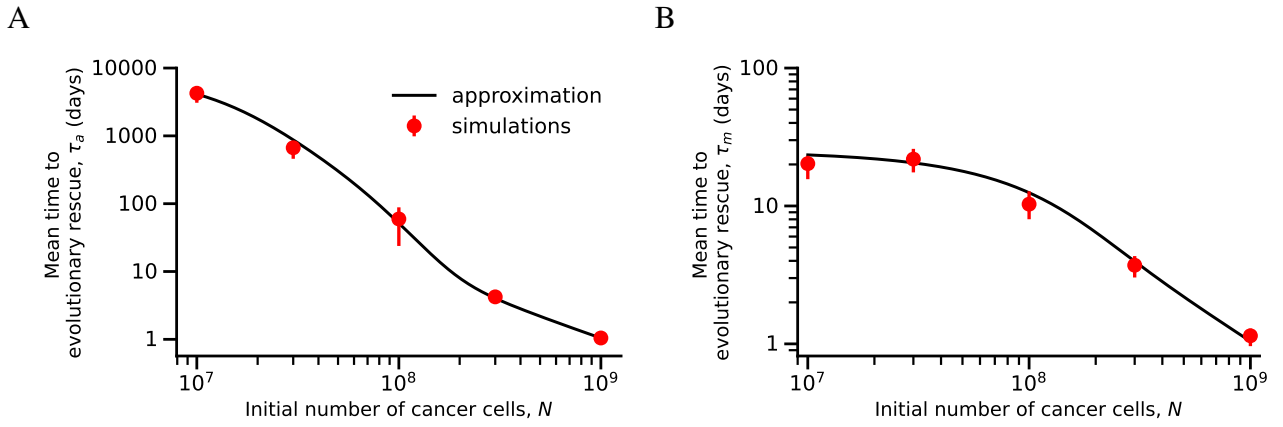 A
B
10000
1000
100
10
1
Mean time to
evolutionary rescue, τₐ (days)
approximation
simulations
10⁷
10⁸
10⁹
Initial number of cancer cells, N
100
10
1
Mean time to
evolutionary rescue, τₘ (days)
10⁷
10⁸
10⁹
Initial number of cancer cells, N